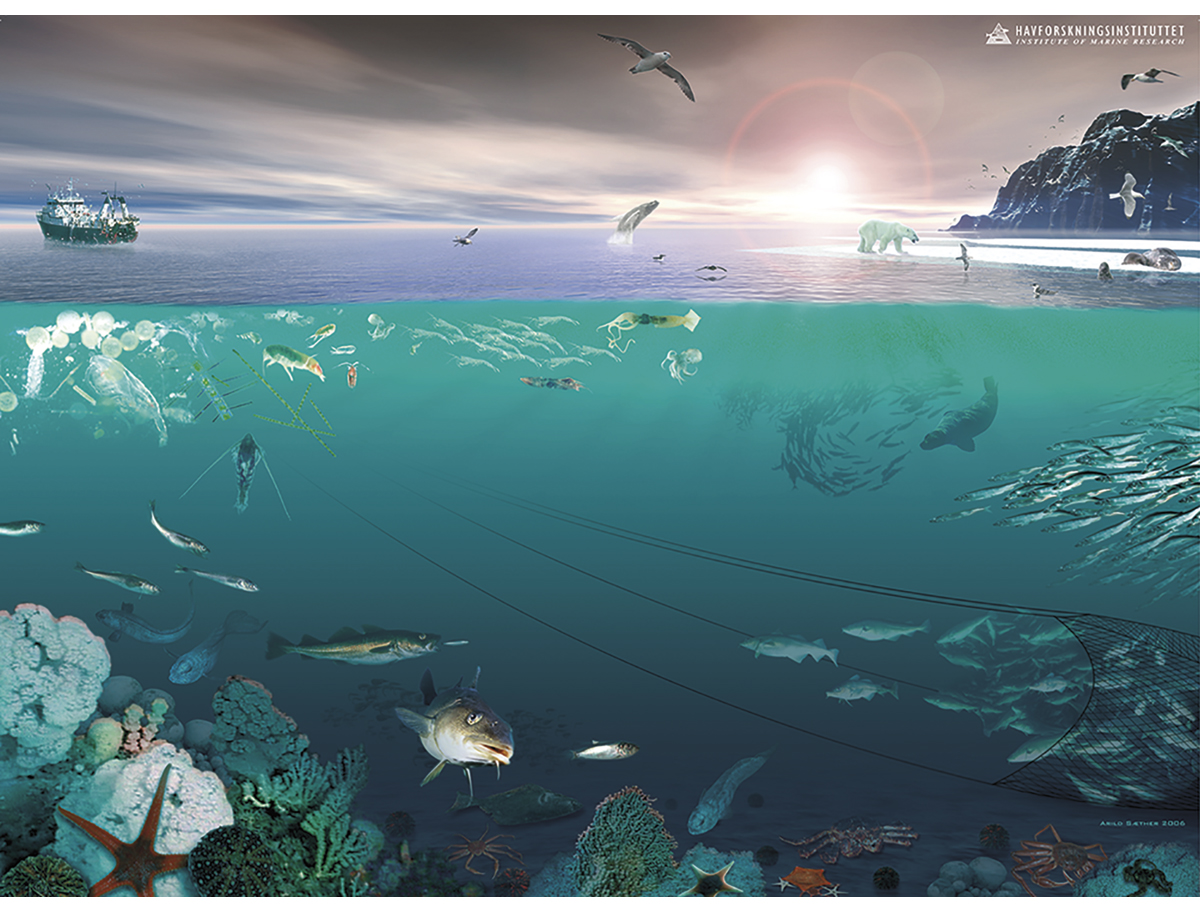 HAVFORSKNINGSINSTITUTTET
INSTITUTE OF MARINE RESEARCH
ARILD SÆTHER 2006